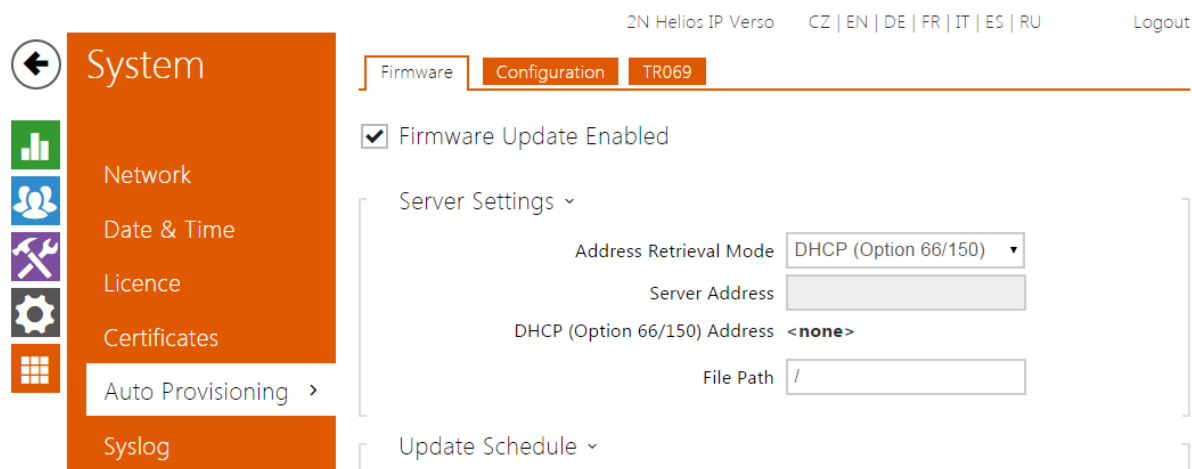 2N Helios IP Verso CZ | EN | DE | FR | IT | ES | RU Logout
System
Network
Date & Time
Licence
Certificates
Auto Provisioning >
Syslog
Firmware Configuration TR069
Firmware Update Enabled
Server Settings
Address Retrieval Mode DHCP (Option 66/150)
Server Address
DHCP (Option 66/150) Address <none>
File Path /
Update Schedule